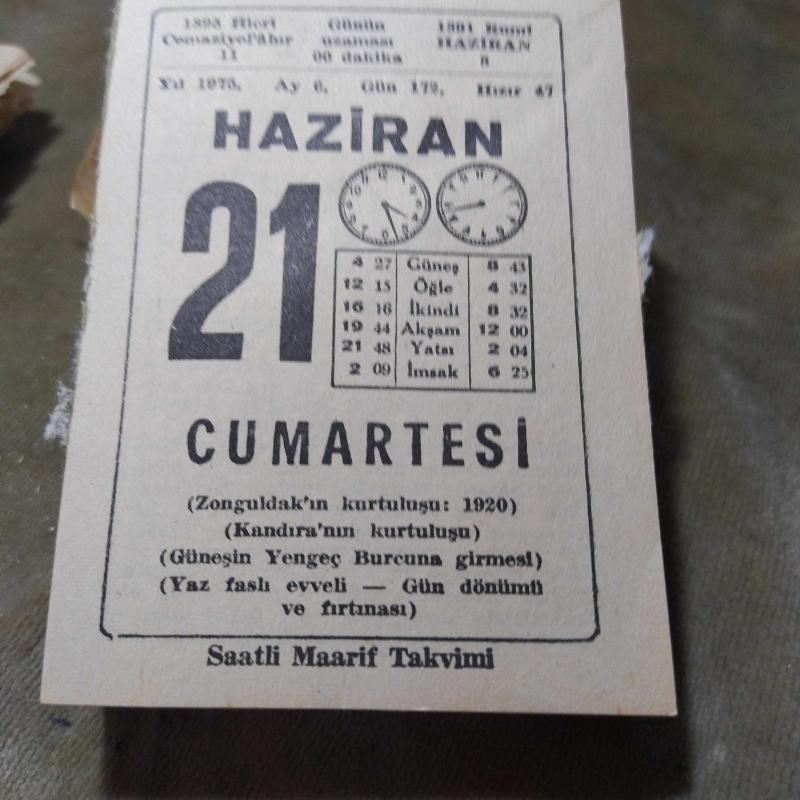 1395 Hicri Günün 1391 Rumi
Cemaziyel'âhır uzaması HAZİRAN
11 00 dakika 8
Yıl 1975, Ay 6, Gün 172, Hızır 47
HAZİRAN
21
4 27 Güneş 8 43
12 15 Öğle 4 32
16 16 İkindi 8 32
19 44 Akşam 12 00
21 48 Yatsı 2 04
2 09 İmsak 6 25
CUMARTESİ
(Zonguldak'ın kurtuluşu: 1920)
(Kandıra'nın kurtuluşu)
(Güneşin Yengeç Burcuna girmesi)
(Yaz faslı evveli — Gün dönümü
ve fırtınası)
Saatli Maarif Takvimi